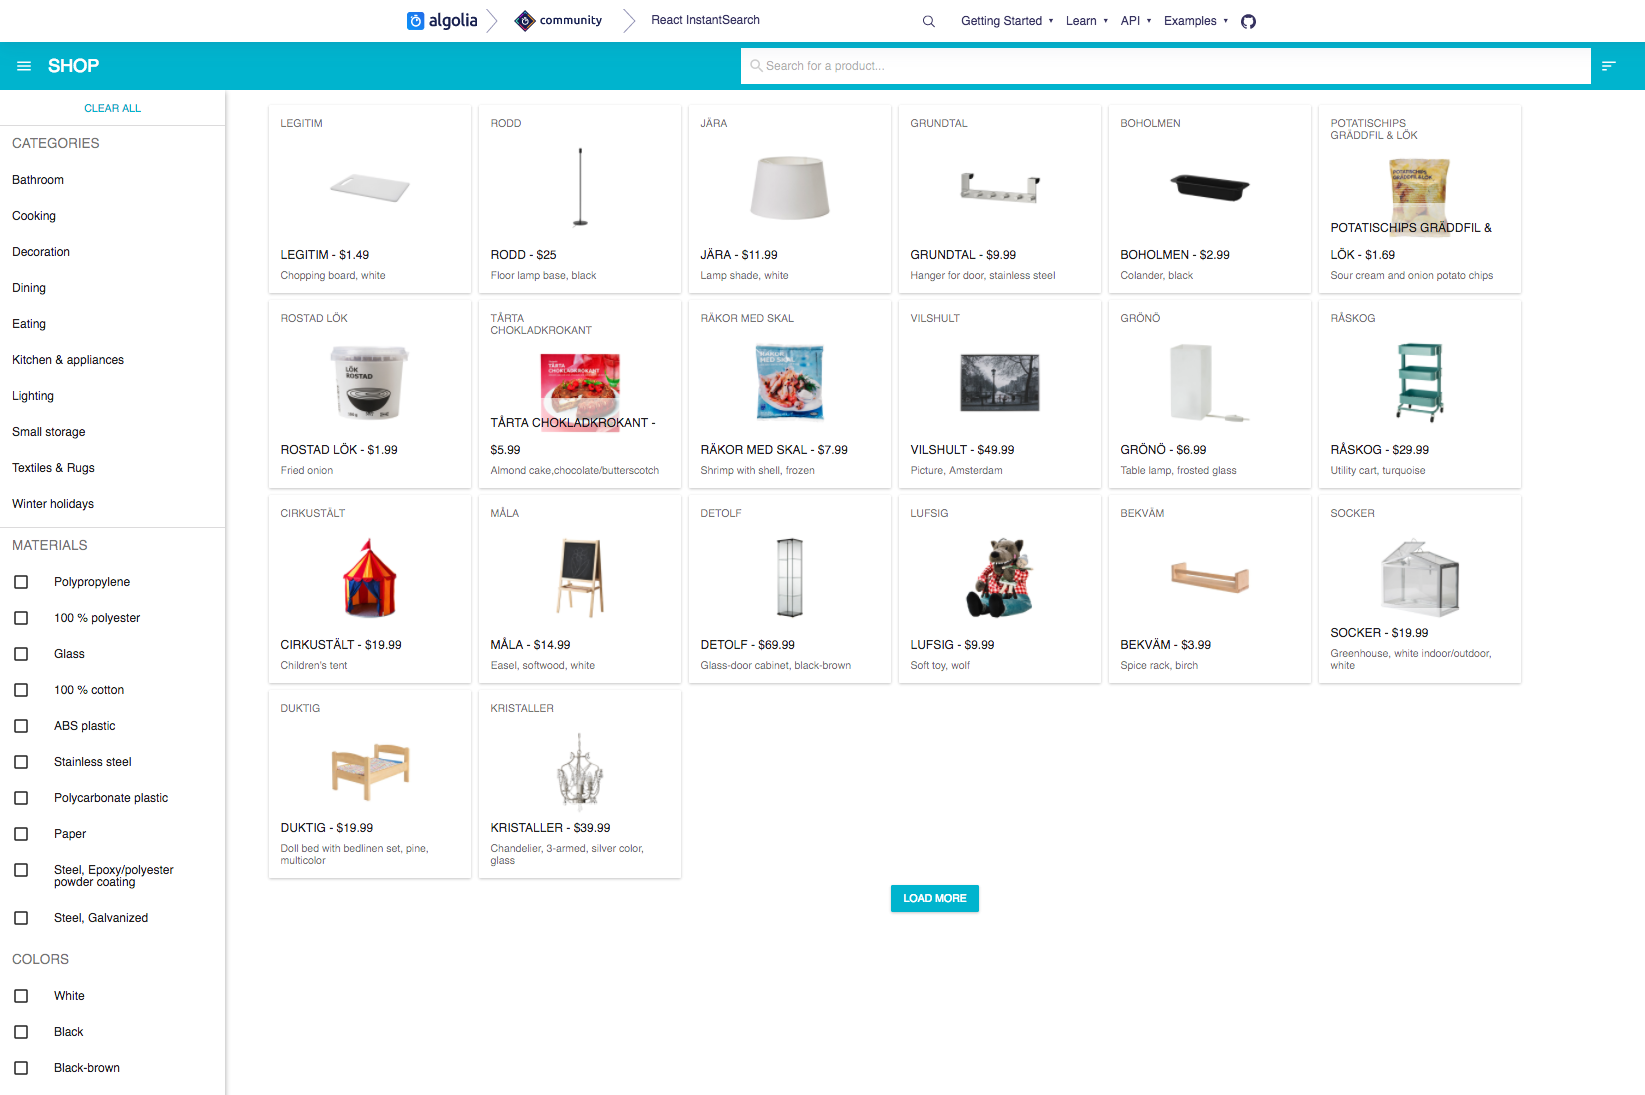 algolia
community
React InstantSearch
Getting Started
Learn
API
Examples
SHOP
Search for a product...
CLEAR ALL
CATEGORIES
Bathroom
Cooking
Decoration
Dining
Eating
Kitchen & appliances
Lighting
Small storage
Textiles & Rugs
Winter holidays
MATERIALS
Polypropylene
100 % polyester
Glass
100 % cotton
ABS plastic
Stainless steel
Polycarbonate plastic
Paper
Steel, Epoxy/polyester
powder coating
Steel, Galvanized
COLORS
White
Black
Black-brown
LEGITIM
LEGITIM - $1.49
Chopping board, white
RODD
RODD - $25
Floor lamp base, black
JÄRA
JÄRA - $11.99
Lamp shade, white
GRUNDTAL
GRUNDTAL - $9.99
Hanger for door, stainless steel
BOHOLMEN
BOHOLMEN - $2.99
Colander, black
POTATISCHIPS
GRÄDDFIL & LÖK
POTATISCHIPS
GRÄDDFIL & LÖK
POTATISCHIPS GRÄDDFIL &
LÖK - $1.69
Sour cream and onion potato chips
ROSTAD LÖK
LÖK
ROSTAD
ROSTAD LÖK - $1.99
Fried onion
TÅRTA
CHOKLADKROKANT
TÅRTA
CHOKLADKROKANT
TÅRTA CHOKLADKROKANT -
$5.99
Almond cake,chocolate/butterscotch
RÄKOR MED SKAL
RÄKOR
MED SKAL
RÄKOR MED SKAL - $7.99
Shrimp with shell, frozen
VILSHULT
VILSHULT - $49.99
Picture, Amsterdam
GRÖNÖ
GRÖNÖ - $6.99
Table lamp, frosted glass
RÅSKOG
RÅSKOG - $29.99
Utility cart, turquoise
CIRKUSTÄLT
CIRKUSTÄLT - $19.99
Children's tent
MÅLA
MÅLA - $14.99
Easel, softwood, white
DETOLF
DETOLF - $69.99
Glass-door cabinet, black-brown
LUFSIG
LUFSIG - $9.99
Soft toy, wolf
BEKVÄM
BEKVÄM - $3.99
Spice rack, birch
SOCKER
SOCKER - $19.99
Greenhouse, white indoor/outdoor,
white
DUKTIG
DUKTIG - $19.99
Doll bed with bedlinen set, pine,
multicolor
KRISTALLER
KRISTALLER - $39.99
Chandelier, 3-armed, silver color,
glass
LOAD MORE